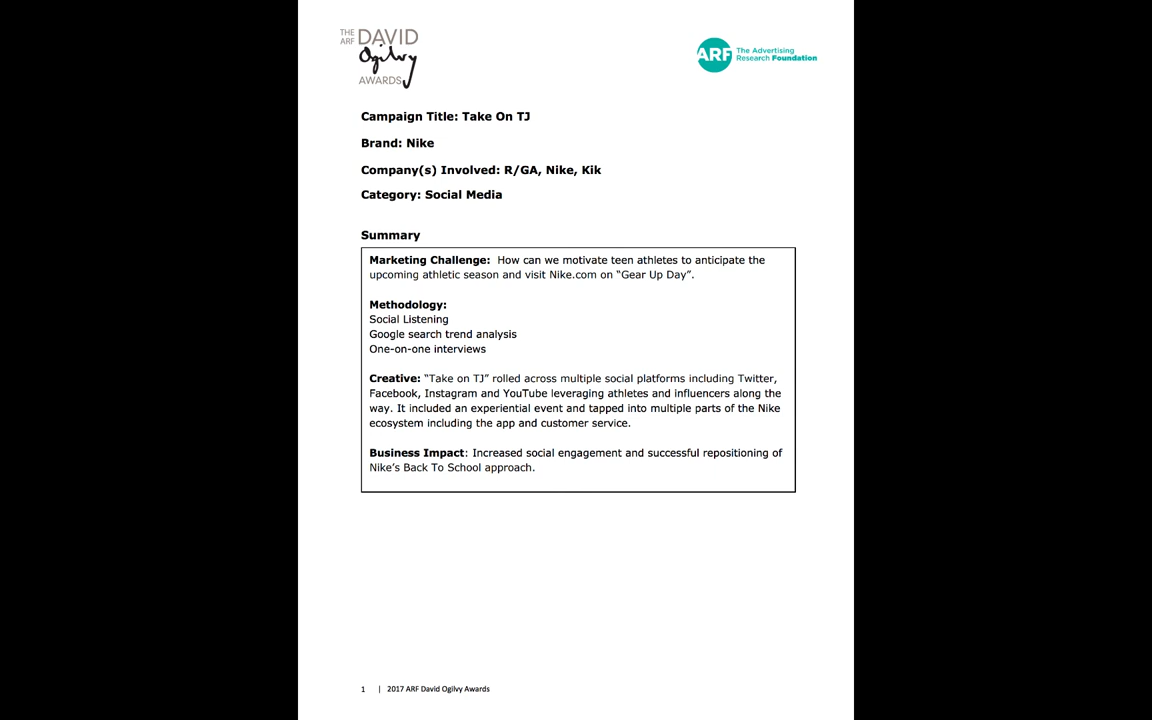 THE
ARF DAVID
Ogilvy
AWARDS
ARF The Advertising
Research Foundation
Campaign Title: Take On TJ
Brand: Nike
Company(s) Involved: R/GA, Nike, Kik
Category: Social Media
Summary
Marketing Challenge: How can we motivate teen athletes to anticipate the
upcoming athletic season and visit Nike.com on “Gear Up Day”.
Methodology:
Social Listening
Google search trend analysis
One-on-one interviews
Creative: “Take on TJ” rolled across multiple social platforms including Twitter,
Facebook, Instagram and YouTube leveraging athletes and influencers along the
way. It included an experiential event and tapped into multiple parts of the Nike
ecosystem including the app and customer service.
Business Impact: Increased social engagement and successful repositioning of
Nike’s Back To School approach.
1 | 2017 ARF David Ogilvy Awards